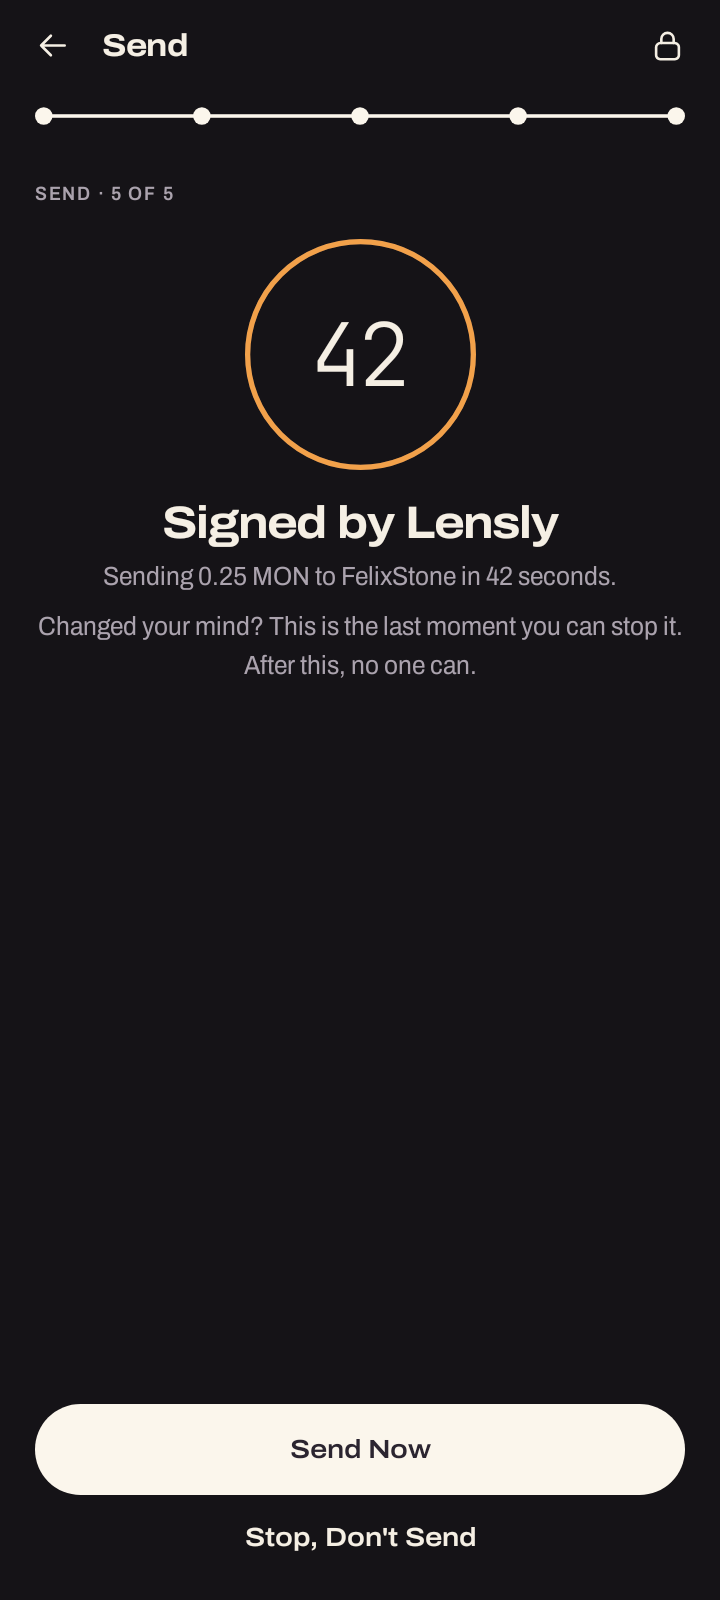 Send
SEND · 5 OF 5
42
Signed by Lensly
Sending 0.25 MON to FelixStone in 42 seconds.
Changed your mind? This is the last moment you can stop it.
After this, no one can.
Send Now
Stop, Don't Send